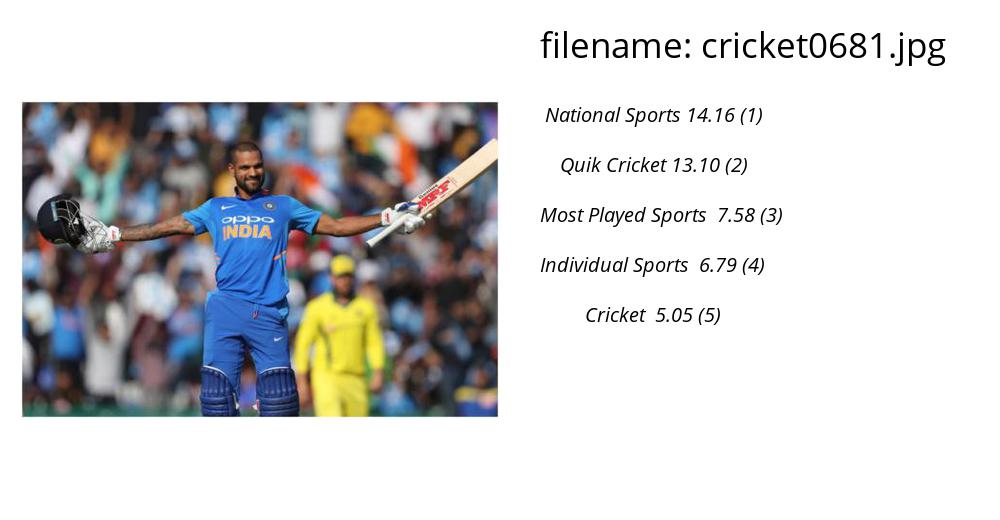 filename: cricket0681.jpg
National Sports 14.16 (1)
Quik Cricket 13.10 (2)
Most Played Sports 7.58 (3)
Individual Sports 6.79 (4)
Cricket 5.05 (5)
oppo
INDIA
MRF